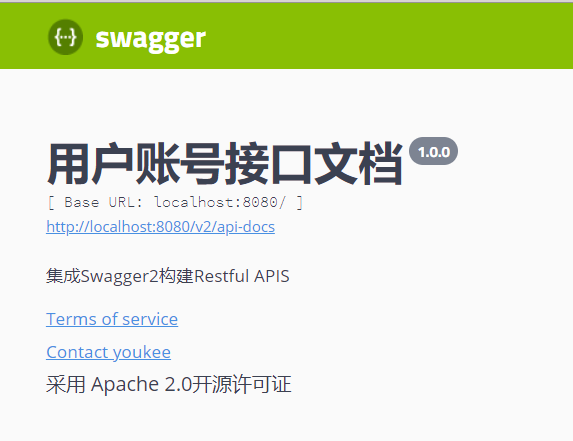 {···} swagger
用户账号接口文档 1.0.0
[ Base URL: localhost:8080/ ]
http://localhost:8080/v2/api-docs
集成Swagger2构建Restful APIS
Terms of service
Contact youkee
采用 Apache 2.0开源许可证